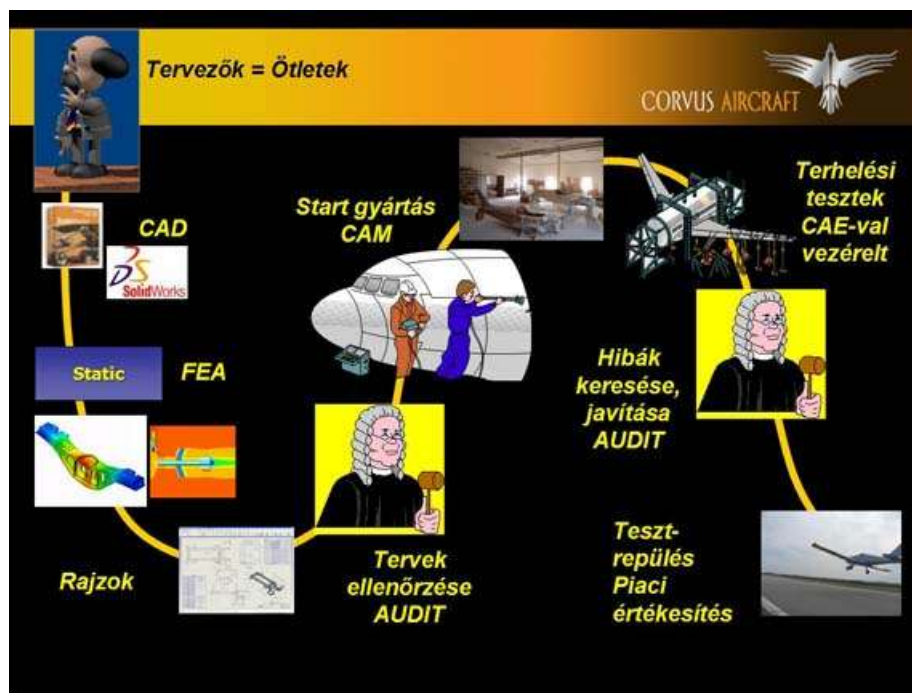 Tervezők = Ötletek
CORVUS AIRCRAFT
CAD
SolidWorks
Static
FEA
Rajzok
Tervek
ellenőrzése
AUDIT
Start gyártás
CAM
Terhelési
tesztek
CAE-val
vezérelt
Hibák
keresése,
javítása
AUDIT
Teszt-
repülés
Piaci
értékesítés